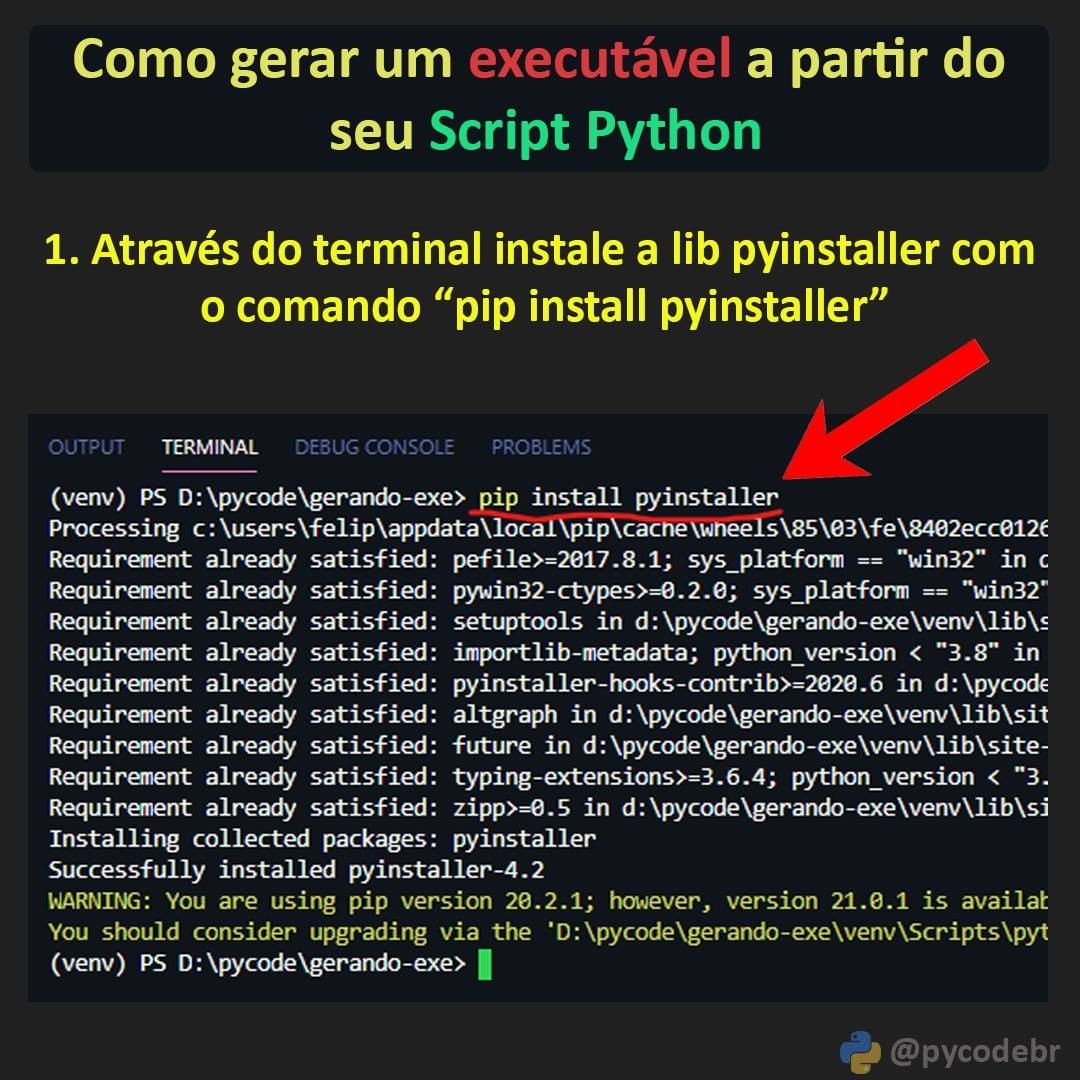 Como gerar um executável a partir do
seu Script Python
1. Através do terminal instale a lib pyinstaller com
o comando “pip install pyinstaller”
OUTPUT TERMINAL DEBUG CONSOLE PROBLEMS
(venv) PS D:\pycode\gerando-exe> pip install pyinstaller
Processing c:\users\felip\appdata\local\pip\cache\wheels\85\03\fe\8402ecc0126
Requirement already satisfied: pefile>=2017.8.1; sys_platform == "win32" in d
Requirement already satisfied: pywin32-ctypes>=0.2.0; sys_platform == "win32"
Requirement already satisfied: setuptools in d:\pycode\gerando-exe\venv\lib\s
Requirement already satisfied: importlib-metadata; python_version < "3.8" in
Requirement already satisfied: pyinstaller-hooks-contrib>=2020.6 in d:\pycode
Requirement already satisfied: altgraph in d:\pycode\gerando-exe\venv\lib\sit
Requirement already satisfied: future in d:\pycode\gerando-exe\venv\lib\site-
Requirement already satisfied: typing-extensions>=3.6.4; python_version < "3.
Requirement already satisfied: zipp>=0.5 in d:\pycode\gerando-exe\venv\lib\si
Installing collected packages: pyinstaller
Successfully installed pyinstaller-4.2
WARNING: You are using pip version 20.2.1; however, version 21.0.1 is availab
You should consider upgrading via the 'D:\pycode\gerando-exe\venv\Scripts\pyt
(venv) PS D:\pycode\gerando-exe>
@pycodebr